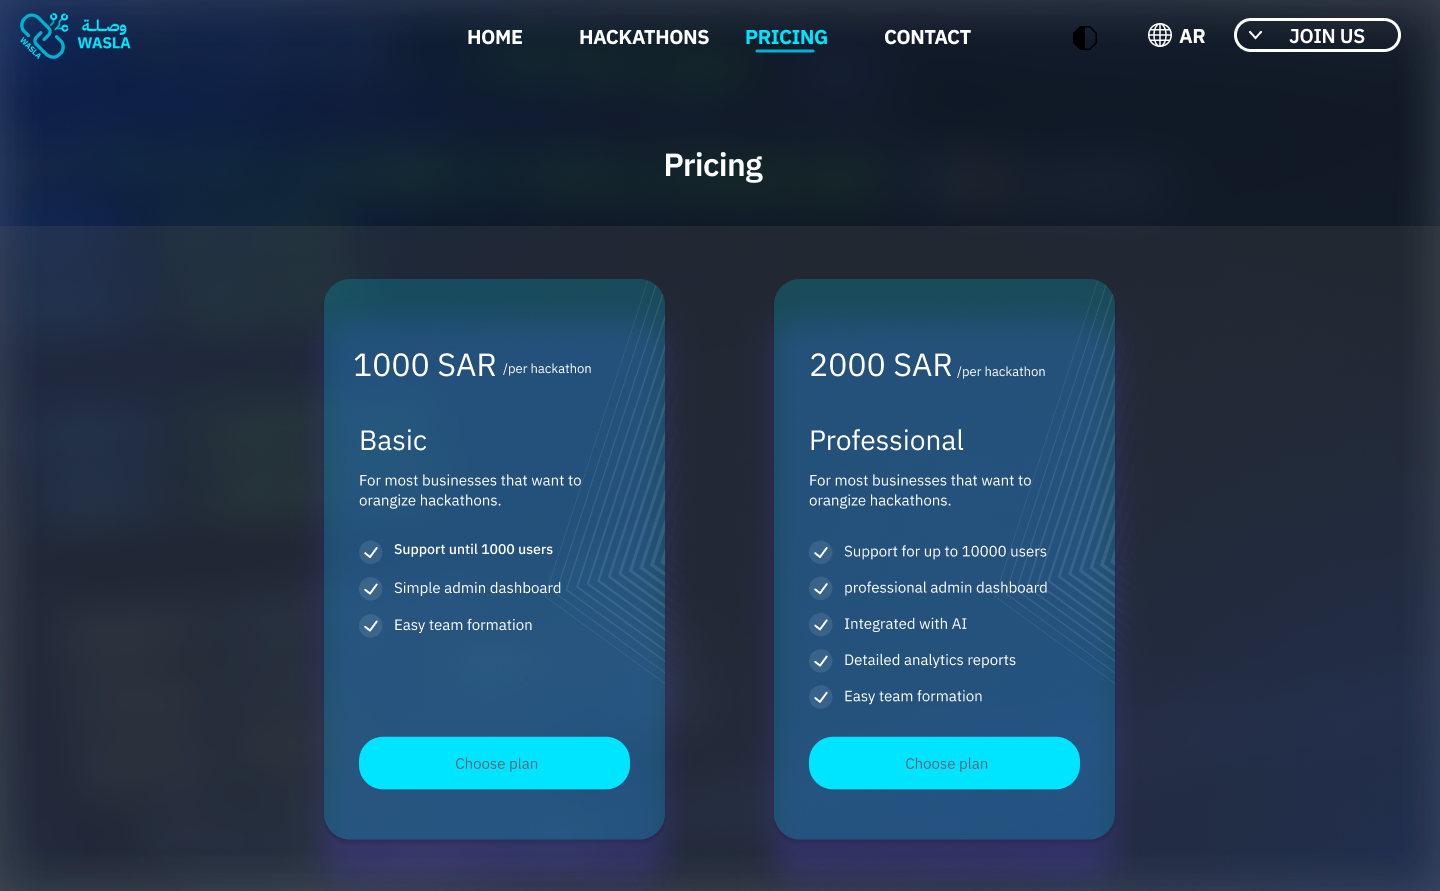 وصلة
WASLA
WASLA
HOME
HACKATHONS
PRICING
CONTACT
AR
JOIN US
Pricing
1000 SAR /per hackathon
Basic
For most businesses that want to
orangize hackathons.
Support until 1000 users
Simple admin dashboard
Easy team formation
Choose plan
2000 SAR /per hackathon
Professional
For most businesses that want to
orangize hackathons.
Support for up to 10000 users
professional admin dashboard
Integrated with AI
Detailed analytics reports
Easy team formation
Choose plan